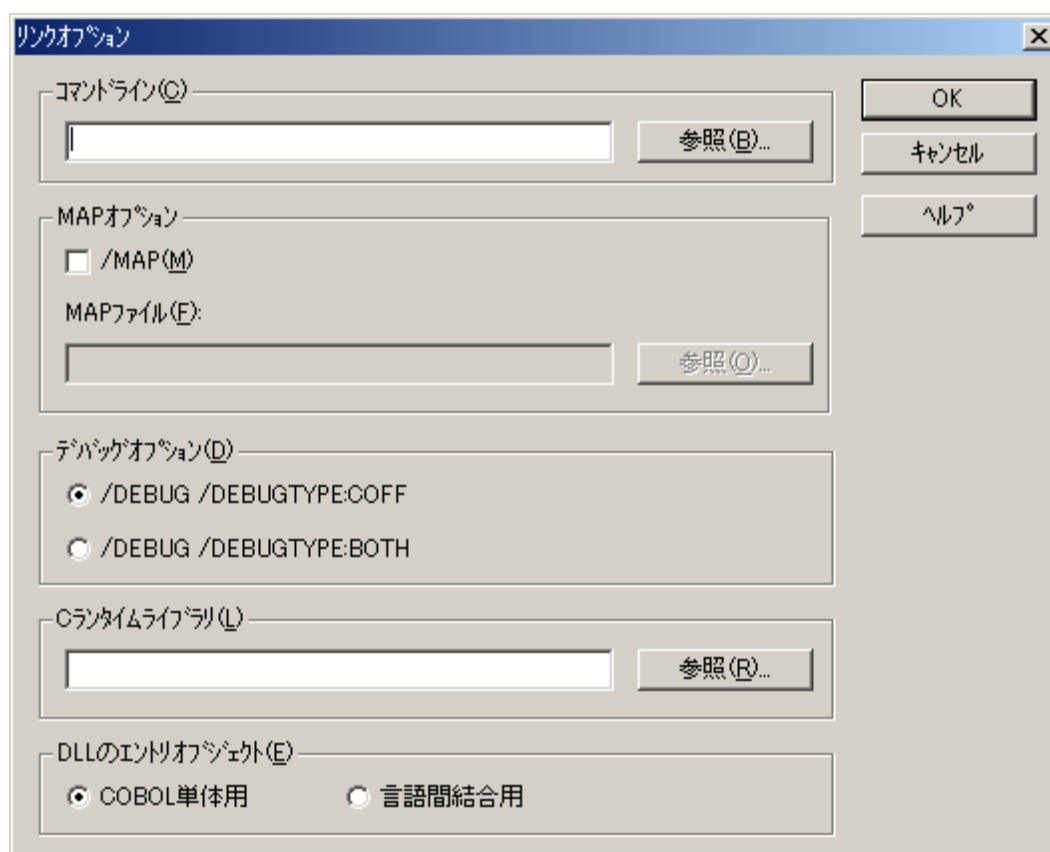 リンクオプション
コマンドライン(C)
参照(B)...
OK
キャンセル
ヘルプ
MAPオプション
/MAP(M)
MAPファイル(F):
参照(O)...
デバッグオプション(D)
/DEBUG /DEBUGTYPE:COFF
/DEBUG /DEBUGTYPE:BOTH
Cランタイムライブラリ(L)
参照(R)...
DLLのエントリオブジェクト(E)
COBOL単体用
言語間結合用